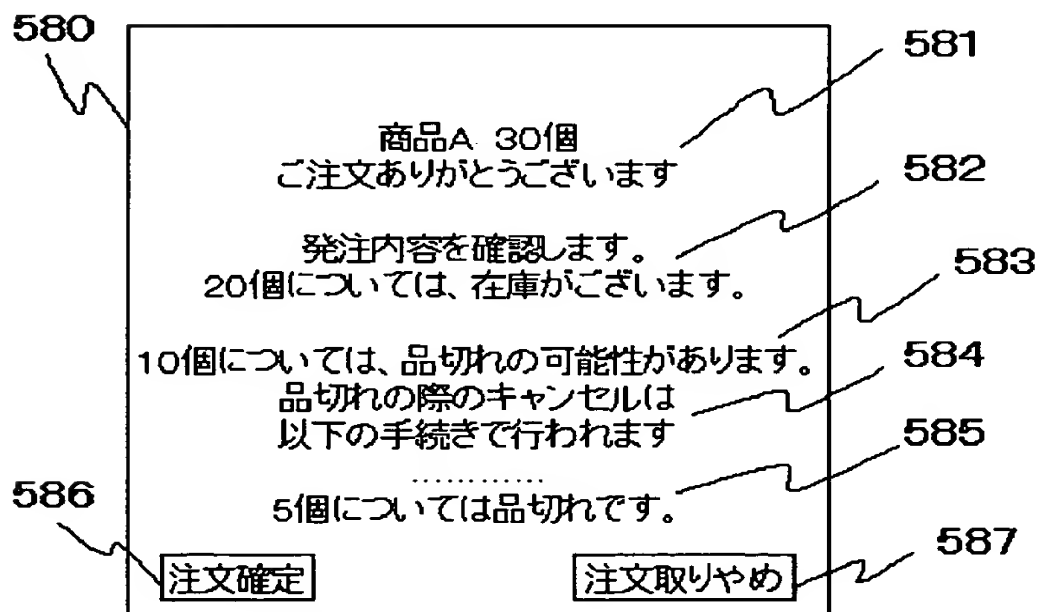 580
581
商品A 30個
ご注文ありがとうございます
582
発注内容を確認します。
20個については、在庫がございます。
583
10個については、品切れの可能性があります。
584
品切れの際のキャンセルは
以下の手続きで行われます
585
…………
5個については品切れです。
586
587
注文確定
注文取りやめ